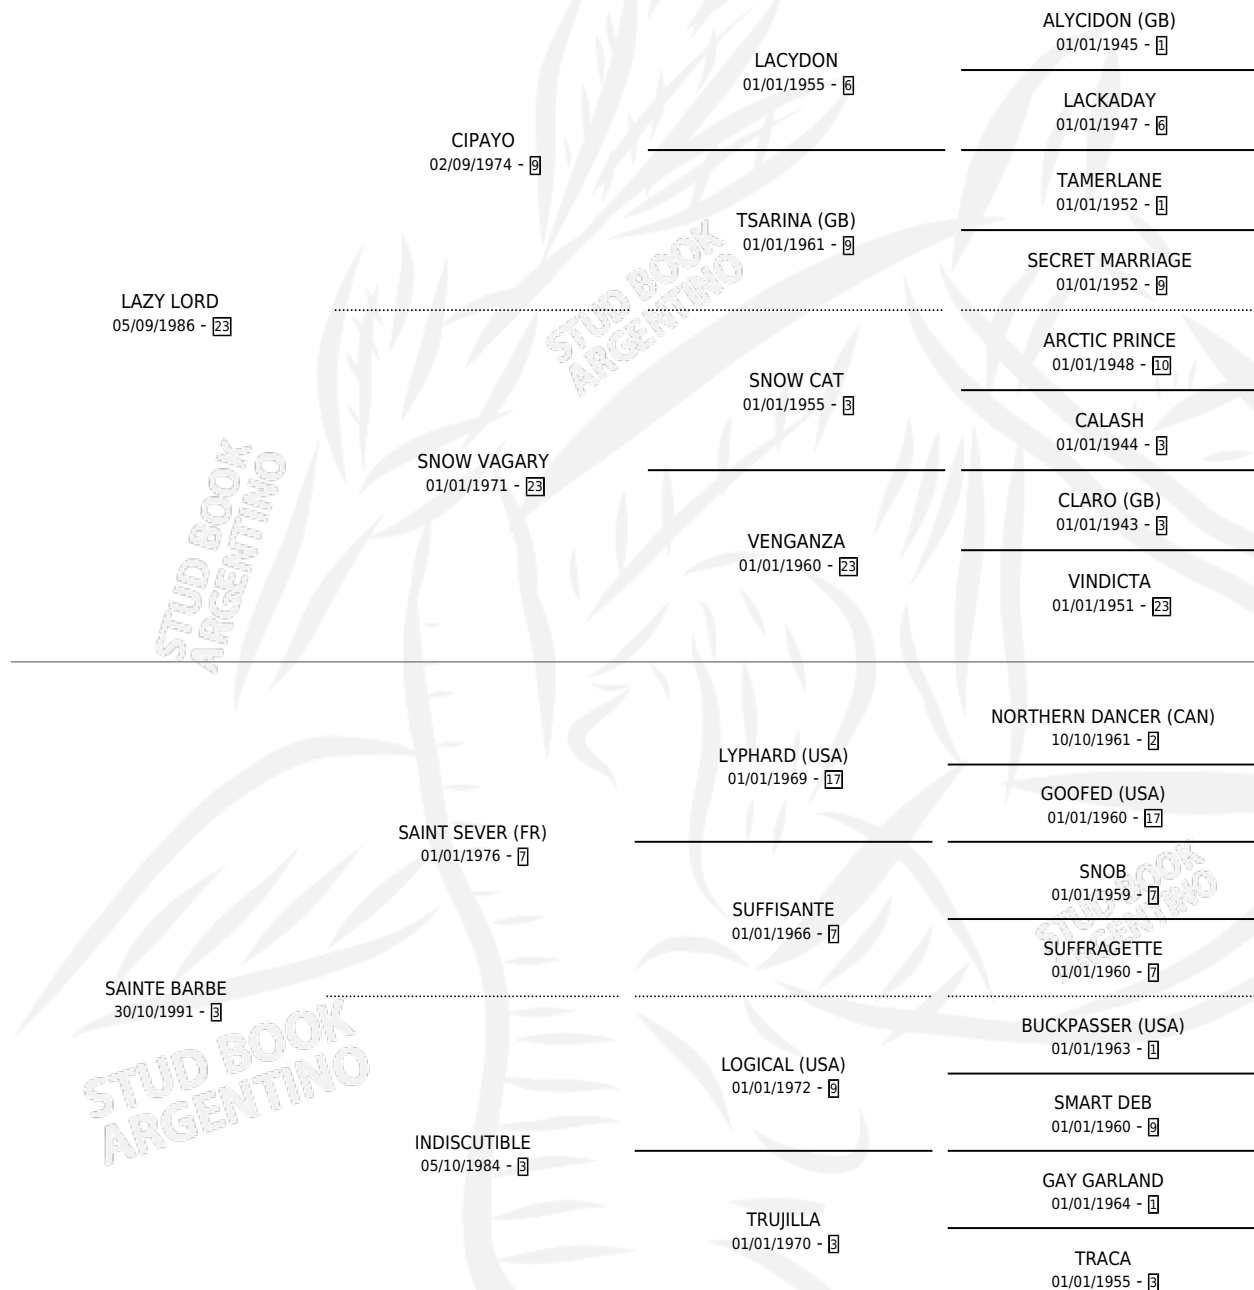 ALYCIDON (GB)
01/01/1945 - 1
LACYDON
01/01/1955 - 6
LACKADAY
01/01/1947 - 6
CIPAYO
02/09/1974 - 9
TAMERLANE
01/01/1952 - 1
TSARINA (GB)
01/01/1961 - 9
SECRET MARRIAGE
01/01/1952 - 9
LAZY LORD
05/09/1986 - 23
ARCTIC PRINCE
01/01/1948 - 10
SNOW CAT
01/01/1955 - 3
CALASH
01/01/1944 - 3
SNOW VAGARY
01/01/1971 - 23
CLARO (GB)
01/01/1943 - 3
VENGANZA
01/01/1960 - 23
VINDICTA
01/01/1951 - 23
STUD BOOK
ARGENTINO
STUD BOOK
ARGENTINO
NORTHERN DANCER (CAN)
10/10/1961 - 2
LYPHARD (USA)
01/01/1969 - 17
GOOFED (USA)
01/01/1960 - 17
SAINT SEVER (FR)
01/01/1976 - 7
SNOB
01/01/1959 - 7
SUFFISANTE
01/01/1966 - 7
SUFFRAGETTE
01/01/1960 - 7
SAINTE BARBE
30/10/1991 - 3
BUCKPASSER (USA)
01/01/1963 - 1
LOGICAL (USA)
01/01/1972 - 9
SMART DEB
01/01/1960 - 9
INDISCUTIBLE
05/10/1984 - 3
GAY GARLAND
01/01/1964 - 1
TRUJILLA
01/01/1970 - 3
TRACA
01/01/1955 - 3
STUD BOOK
ARGENTINO
STUD BOOK
ARGENTINO